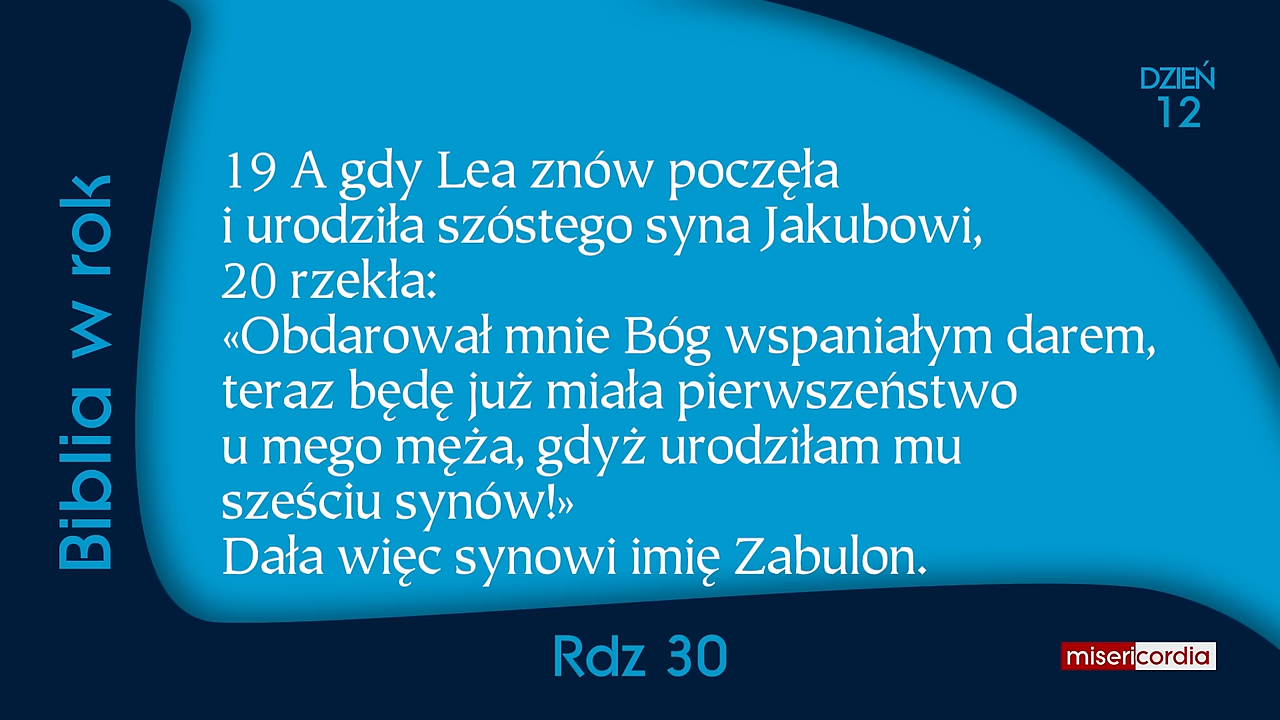 DZIEŃ
12
Biblia w rok
19 A gdy Lea znów poczęła
i urodziła szóstego syna Jakubowi,
20 rzekła:
«Obdarował mnie Bóg wspaniałym darem,
teraz będę już miała pierwszeństwo
u mego męża, gdyż urodziłam mu
sześciu synów!»
Dała więc synowi imię Zabulon.
Rdz 30
misericordia